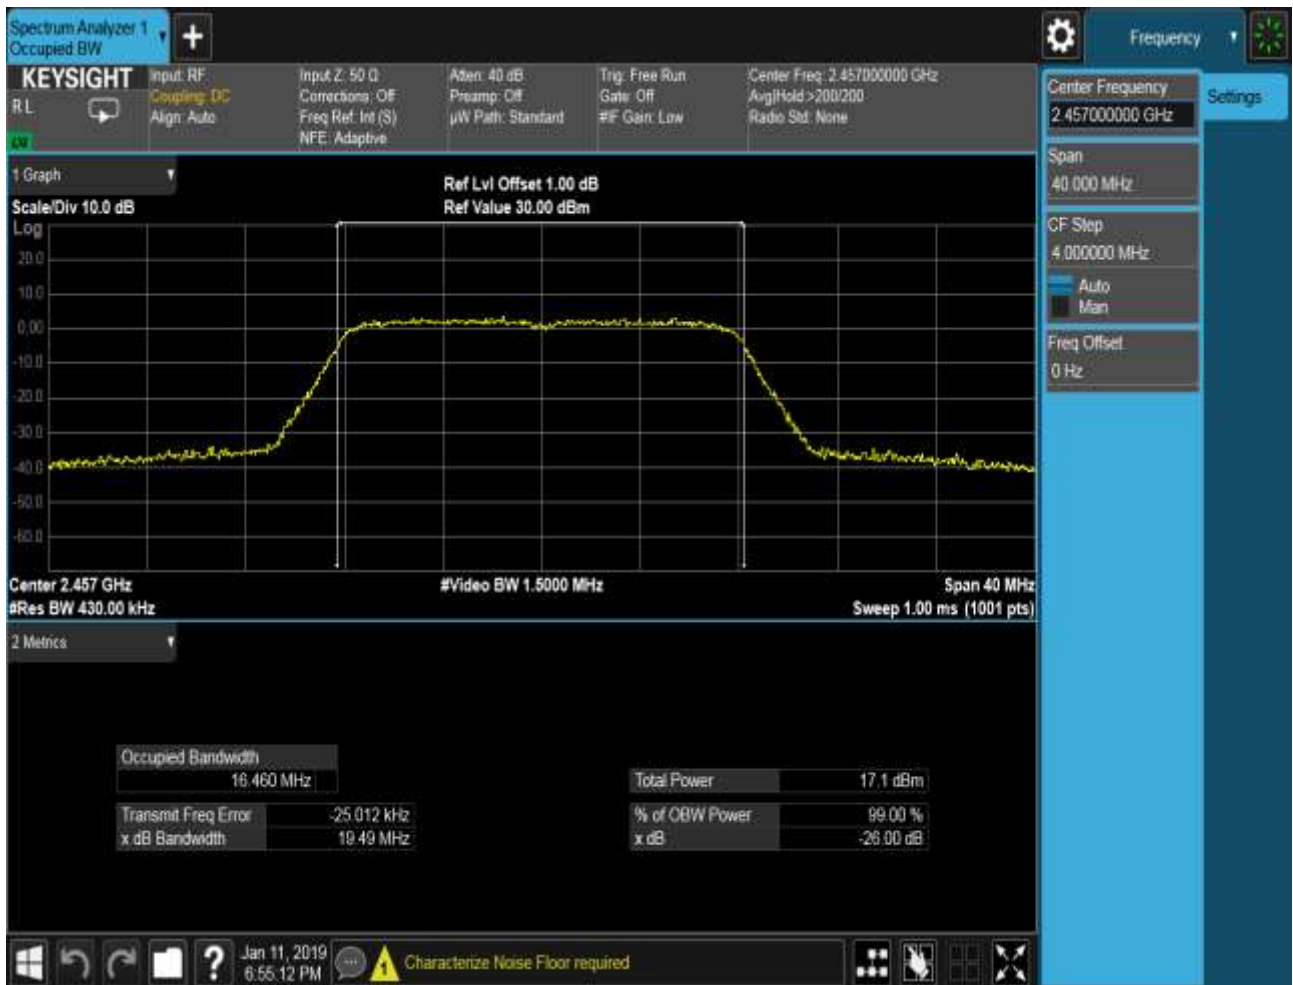 Spectrum Analyzer 1
Occupied BW
Frequency
KEYSIGHT
R L
Input: RF
Coupling: DC
Align: Auto
Input Z: 50 Ω
Corrections: Off
Freq Ref: Int (S)
NFE: Adaptive
Atten: 40 dB
Preamp: Off
µW Path: Standard
Trig: Free Run
Gate: Off
#IF Gain: Low
Center Freq: 2.457000000 GHz
Avg|Hold >200/200
Radio Std: None
Center Frequency
2.457000000 GHz
Settings
Span
40.000 MHz
CF Step
4.000000 MHz
Auto
Man
Freq Offset
0 Hz
1 Graph
Scale/Div 10.0 dB
Ref Lvl Offset 1.00 dB
Ref Value 30.00 dBm
Log
20.0
10.0
0.00
-10.0
-20.0
-30.0
-40.0
-50.0
-60.0
Center 2.457 GHz
#Video BW 1.5000 MHz
Span 40 MHz
#Res BW 430.00 kHz
Sweep 1.00 ms (1001 pts)
2 Metrics
Occupied Bandwidth
16.460 MHz
Total Power 17.1 dBm
Transmit Freq Error -25.012 kHz
% of OBW Power 99.00 %
x dB Bandwidth 19.49 MHz
x dB -26.00 dB
?
Jan 11, 2019
6:55:12 PM
1
Characterize Noise Floor required